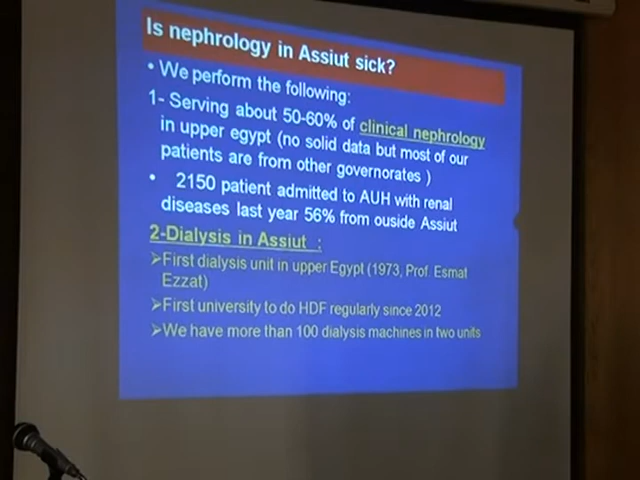 Is nephrology in Assiut sick?
• We perform the following:
1- Serving about 50-60% of clinical nephrology
in upper egypt (no solid data but most of our
patients are from other governorates )
• 2150 patient admitted to AUH with renal
diseases last year 56% from ouside Assiut
2-Dialysis in Assiut :
➢First dialysis unit in upper Egypt (1973, Prof. Esmat
Ezzat)
➢First university to do HDF regularly since 2012
➢We have more than 100 dialysis machines in two units